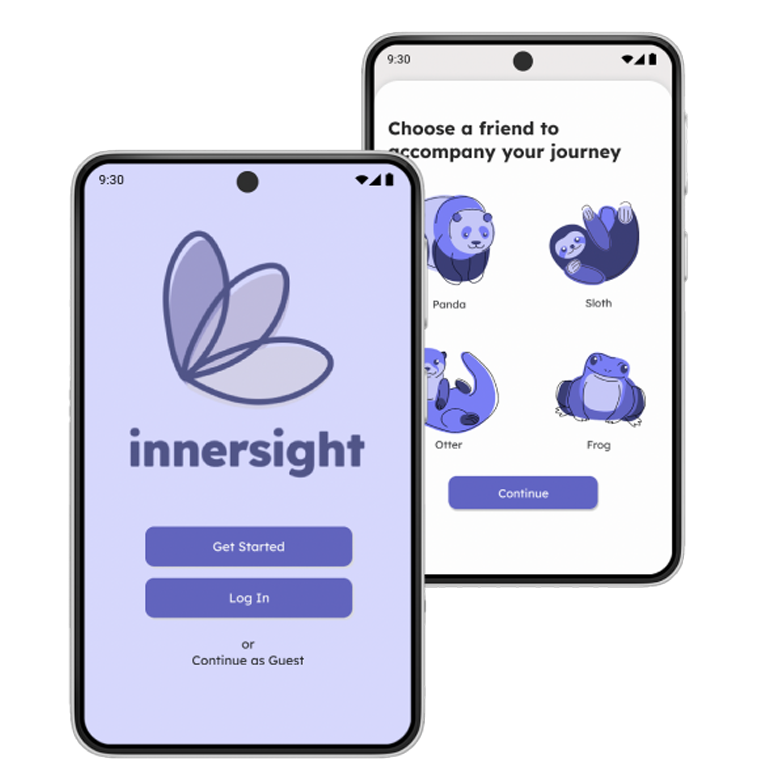 9:30
innersight
Get Started
Log In
or
Continue as Guest
9:30
Choose a friend to
accompany your journey
Panda
Sloth
Otter
Frog
Continue